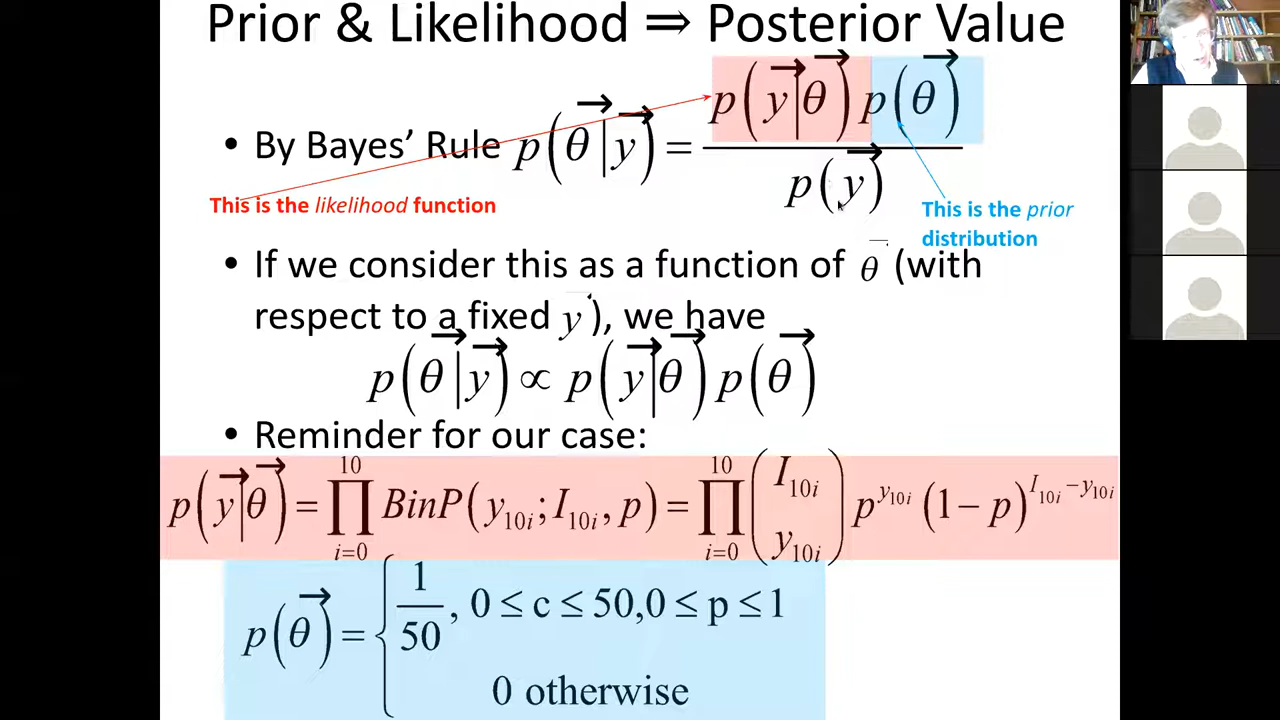 Prior & Likelihood ⇒ Posterior Value
• By Bayes’ Rule p(θ⃗|y⃗) = p(y⃗|θ⃗) p(θ⃗) / p(y⃗)
This is the likelihood function
This is the prior
distribution
• If we consider this as a function of θ⃗ (with
respect to a fixed y⃗), we have
p(θ⃗|y⃗) ∝ p(y⃗|θ⃗) p(θ⃗)
• Reminder for our case:
p(y⃗|θ⃗) = ∏_{i=0}^{10} BinP(y_{10i}; I_{10i}, p) = ∏_{i=0}^{10} (I_{10i} y_{10i}) p^{y_{10i}} (1−p)^{I_{10i}−y_{10i}}
p(θ⃗) = { 1/50, 0 ≤ c ≤ 50,0 ≤ p ≤ 1
0 otherwise